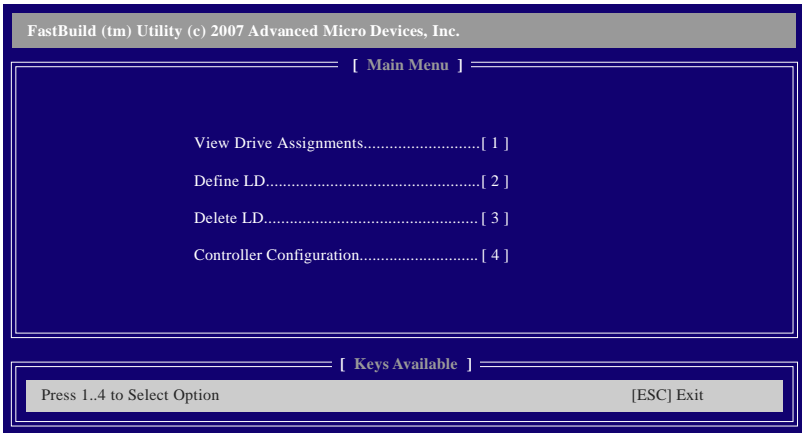 FastBuild (tm) Utility (c) 2007 Advanced Micro Devices, Inc.
[ Main Menu ]
View Drive Assignments...........................[ 1 ]
Define LD..................................................[ 2 ]
Delete LD.................................................. [ 3 ]
Controller Configuration............................ [ 4 ]
[ Keys Available ]
Press 1..4 to Select Option [ESC] Exit